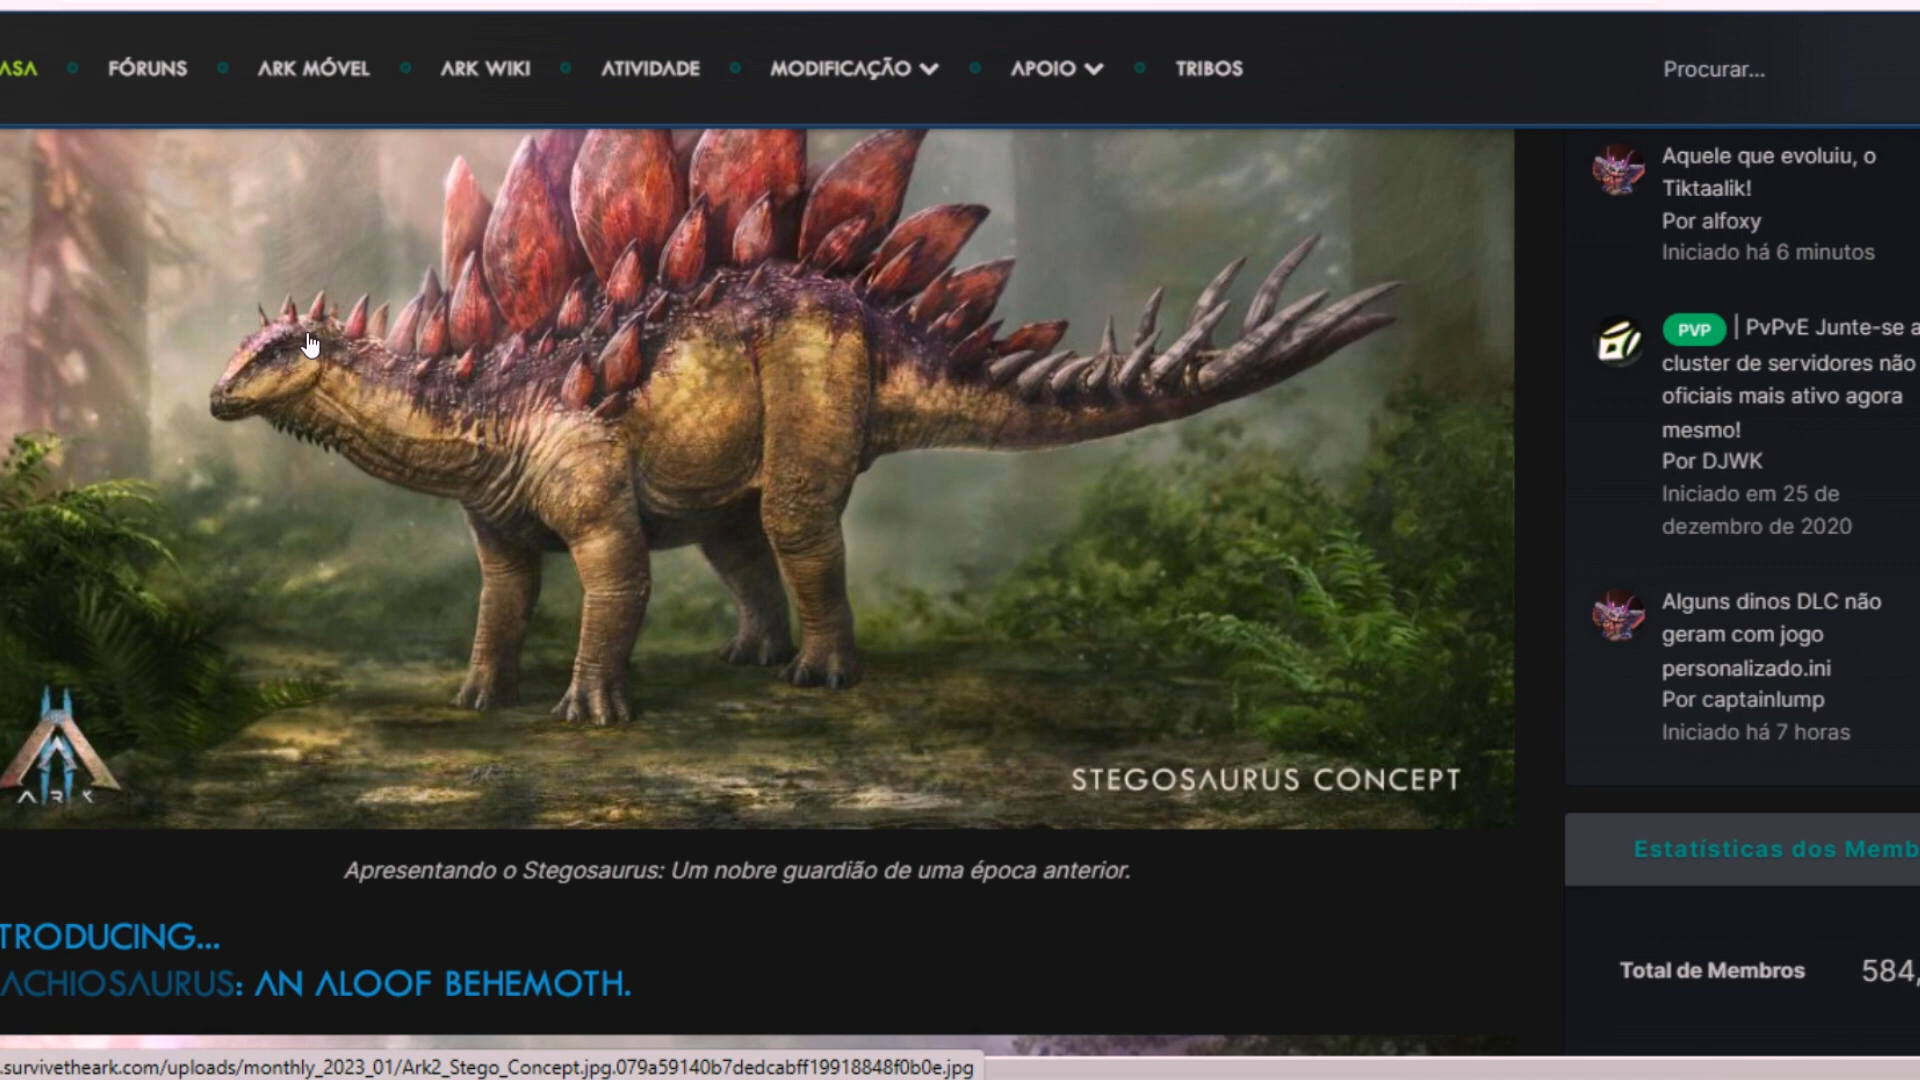 ASA
FÓRUNS
ARK MÓVEL
ARK WIKI
ATIVIDADE
MODIFICAÇÃO
APOIO
TRIBOS
Procurar...
Aquele que evoluiu, o
Tiktaalik!
Por alfoxy
Iniciado há 6 minutos
PVP | PvPvE Junte-se a
cluster de servidores não
oficiais mais ativo agora
mesmo!
Por DJWK
Iniciado em 25 de
dezembro de 2020
Alguns dinos DLC não
geram com jogo
personalizado.ini
Por captainlump
Iniciado há 7 horas
ARK
STEGOSAURUS CONCEPT
Apresentando o Stegosaurus: Um nobre guardião de uma época anterior.
TRODUCING...
ACHIOSAURUS: AN ALOOF BEHEMOTH.
Estatísticas dos Memb
Total de Membros 584,
.survivetheark.com/uploads/monthly_2023_01/Ark2_Stego_Concept.jpg.079a59140b7dedcabff19918848f0b0e.jpg